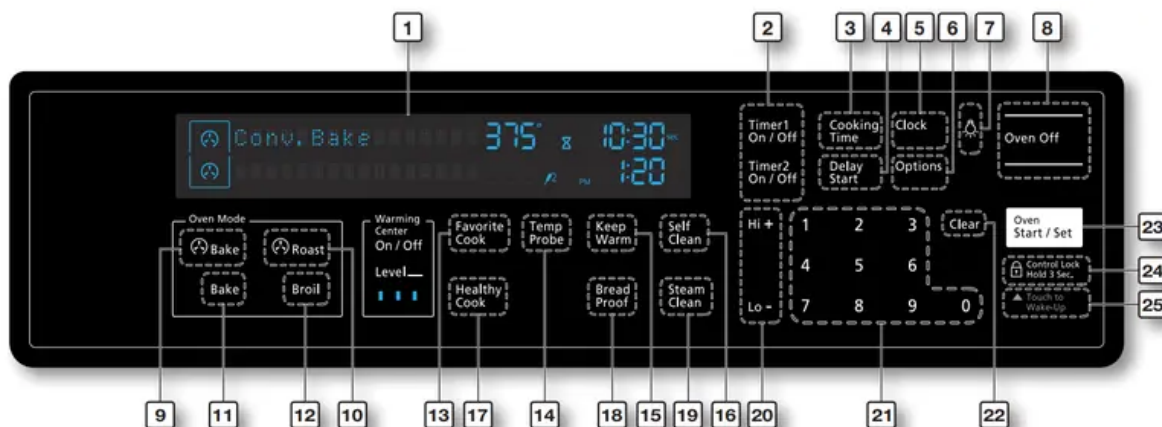 1 2 3 4 5 6 7 8
Conv.Bake 375° 10:30
2 PM 1:20
Timer1
On / Off
Timer2
On / Off
Cooking
Time
Delay
Start
Clock
Options
Oven Off
Oven Mode
Bake
Roast
Bake
Broil
Warming
Center
On / Off
Level
Favorite
Cook
Healthy
Cook
Temp
Probe
Keep
Warm
Bread
Proof
Self
Clean
Steam
Clean
Hi +
Lo -
1 2 3
4 5 6
7 8 9 0
Clear
Oven
Start / Set
Control Lock
Hold 3 Sec.
Touch to
Wake-Up
23
24
25
9 11 12 10 13 17 14 18 15 19 16 20 21 22